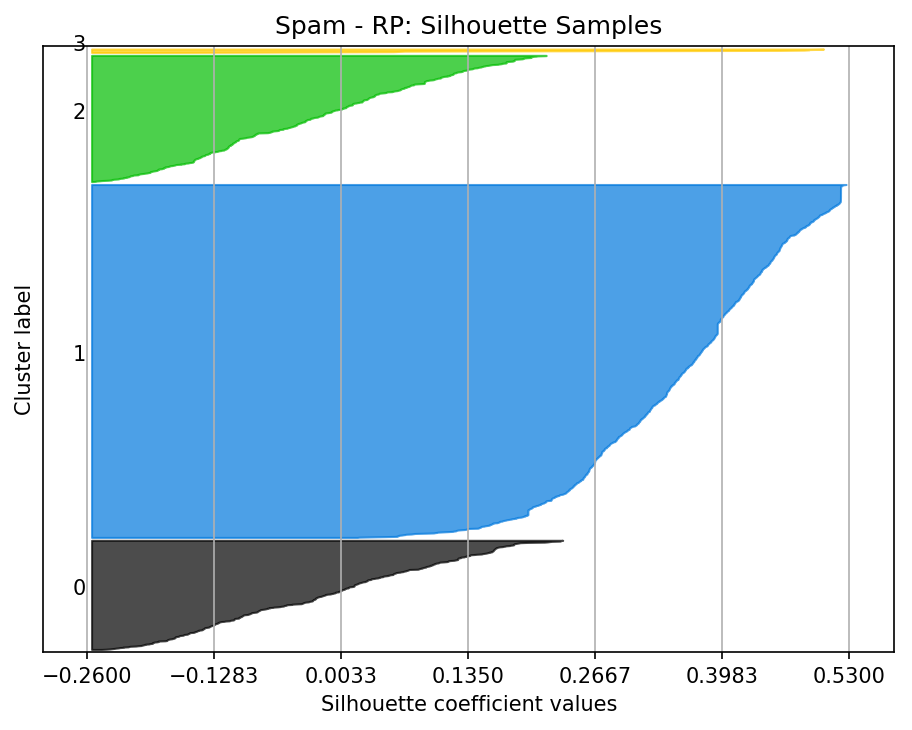 Spam - RP: Silhouette Samples
3
2
1
0
Cluster label
−0.2600 −0.1283 0.0033 0.1350 0.2667 0.3983 0.5300
Silhouette coefficient values